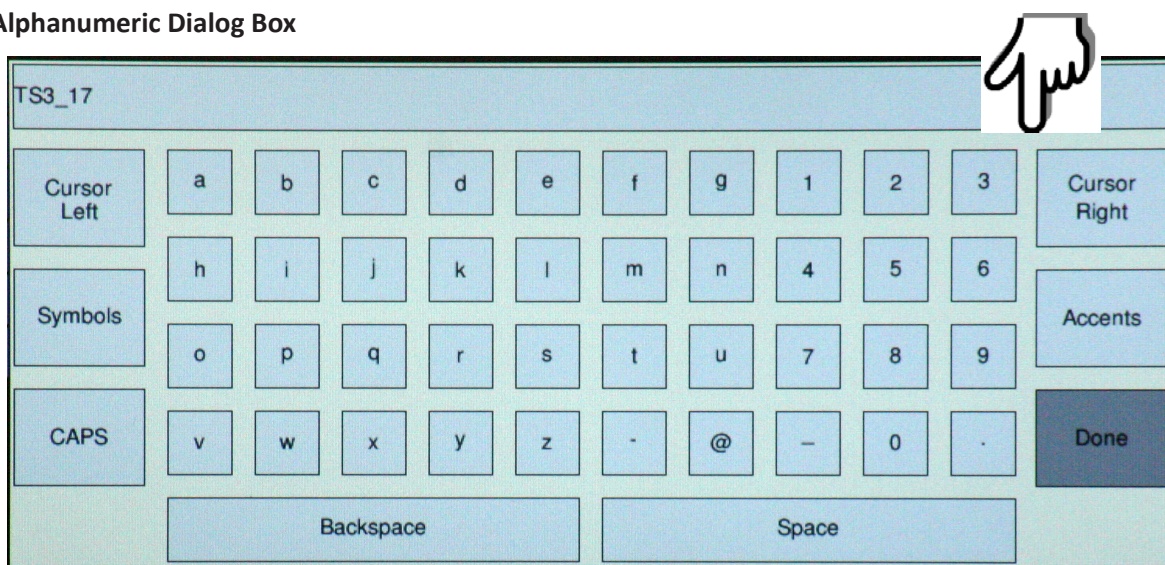 Alphanumeric Dialog Box
TS3_17
Cursor Left a b c d e f g 1 2 3 Cursor Right
h i j k l m n 4 5 6
Symbols Accents
o p q r s t u 7 8 9
CAPS v w x y z - @ _ 0 . Done
Backspace Space